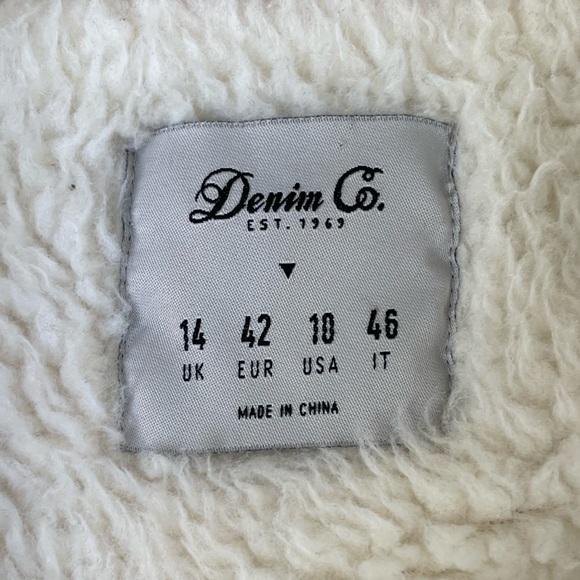 Denim Co.
EST. 1969
14 42 10 46
UK EUR USA IT
MADE IN CHINA